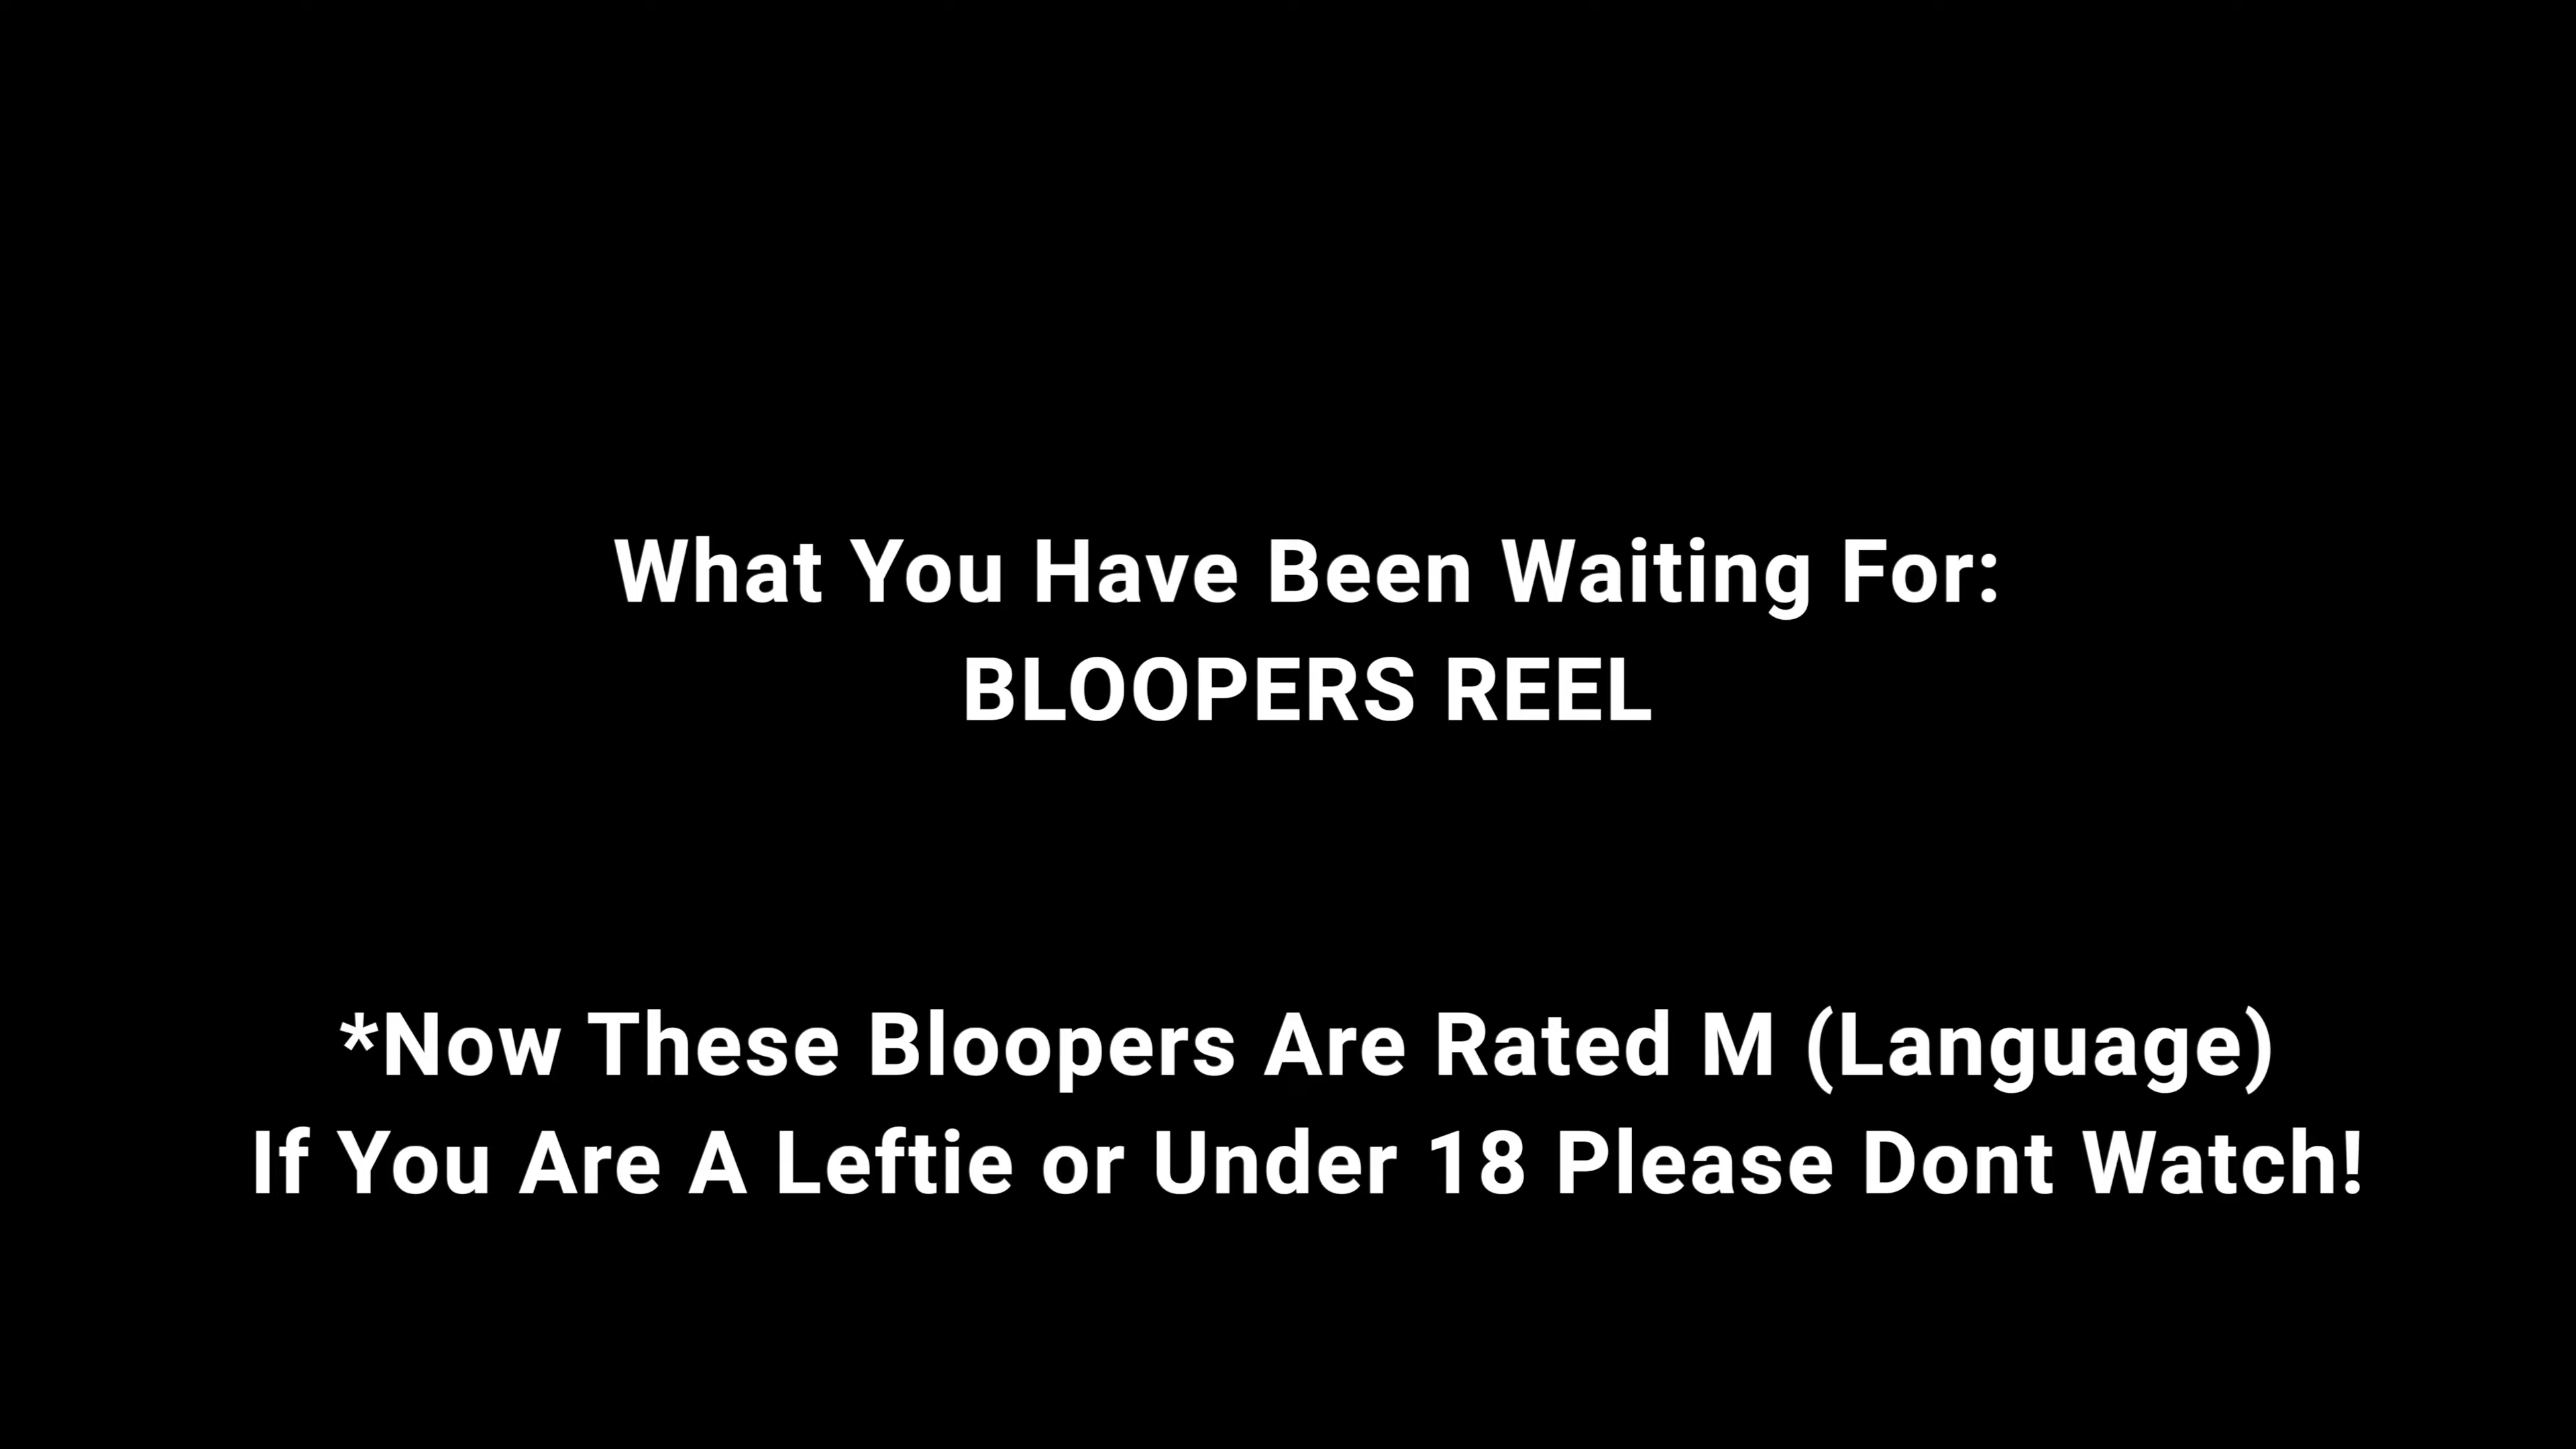 What You Have Been Waiting For:
BLOOPERS REEL
*Now These Bloopers Are Rated M (Language)
If You Are A Leftie or Under 18 Please Dont Watch!